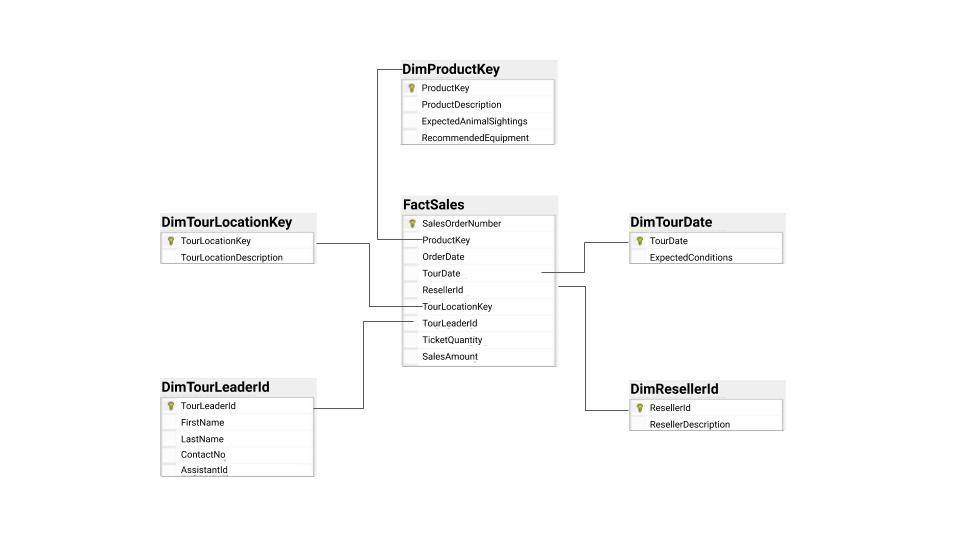 DimProductKey
ProductKey
ProductDescription
ExpectedAnimalSightings
RecommendedEquipment
FactSales
SalesOrderNumber
ProductKey
OrderDate
TourDate
ResellerId
TourLocationKey
TourLeaderId
TicketQuantity
SalesAmount
DimTourLocationKey
TourLocationKey
TourLocationDescription
DimTourDate
TourDate
ExpectedConditions
DimTourLeaderId
TourLeaderId
FirstName
LastName
ContactNo
AssistantId
DimResellerId
ResellerId
ResellerDescription